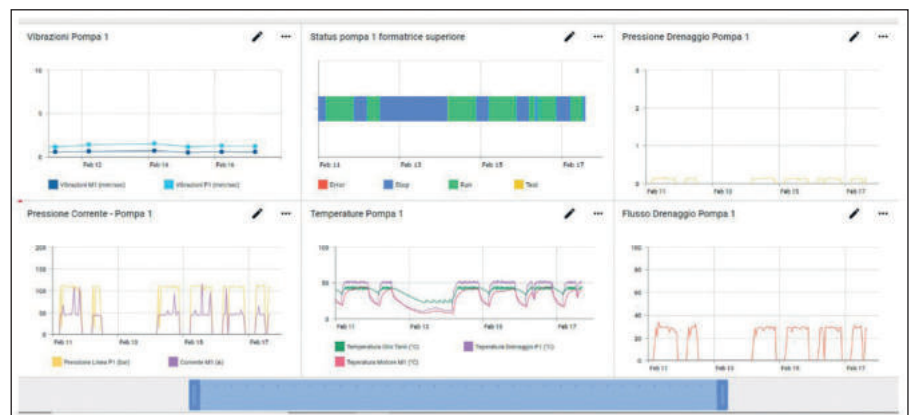 Vibrazioni Pompa 1
10
5
0
Feb 12
Feb 14
Feb 16
Vibrazioni M1 (mm/sec)
Vibrazioni P1 (mm/sec)
Status pompa 1 formatrice superiore
Feb 11
Feb 13
Feb 15
Feb 17
Error
Stop
Run
Test
Pressione Drenaggio Pompa 1
3
2
1
0
Feb 11
Feb 13
Feb 15
Feb 17
Pressione Corrente - Pompa 1
200
150
100
50
0
Feb 11
Feb 13
Feb 15
Feb 17
Pressione Linea P1 (bar)
Corrente M1 (a)
Temperature Pompa 1
100
50
0
Feb 11
Feb 13
Feb 15
Feb 17
Temperatura Olio Tank (°C)
Teperatura Drenaggio P1 (°C)
Teperatura Motore M1 (°C)
Flusso Drenaggio Pompa 1
100
80
60
40
20
0
Feb 11
Feb 13
Feb 15
Feb 17